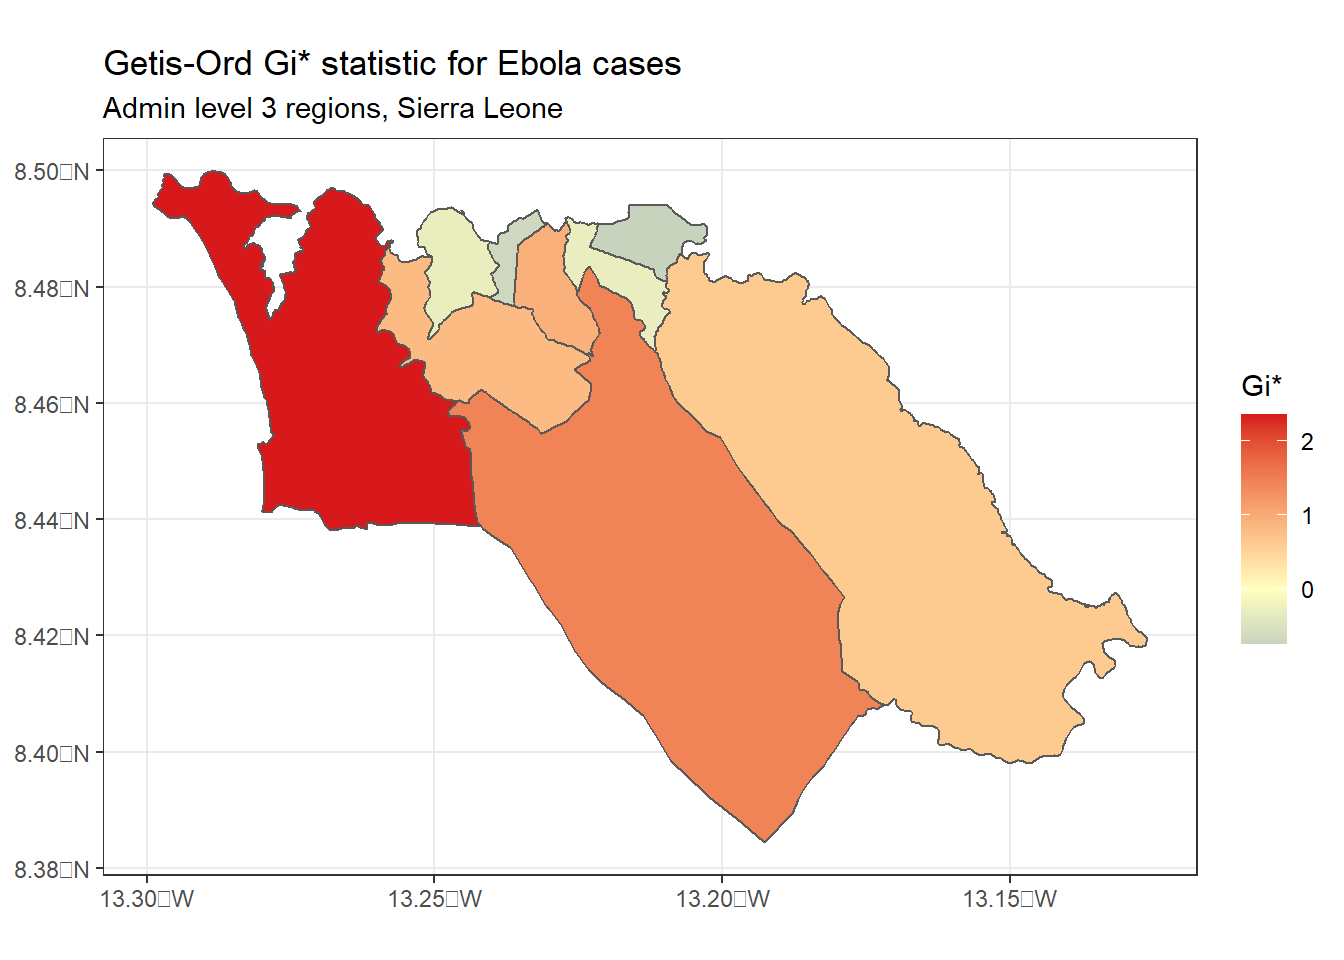 Getis-Ord Gi* statistic for Ebola cases
Admin level 3 regions, Sierra Leone
8.50□N
8.48□N
8.46□N
8.44□N
8.42□N
8.40□N
8.38□N
13.30□W
13.25□W
13.20□W
13.15□W
Gi*
2
1
0